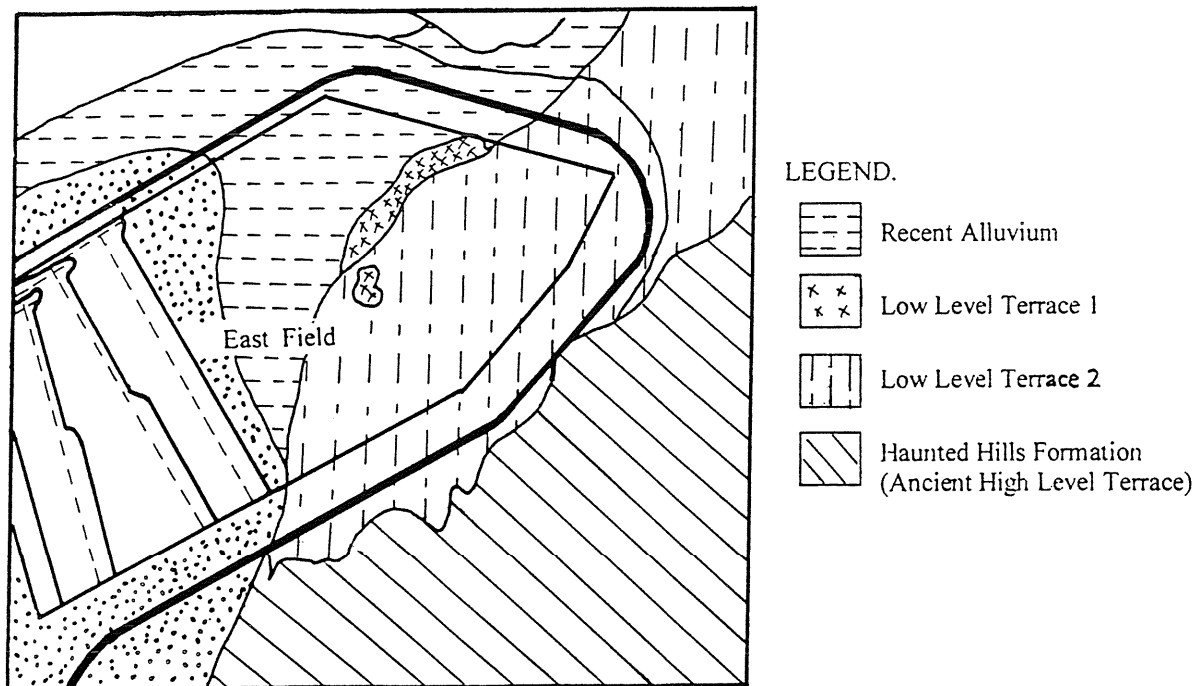 East Field
LEGEND.
Recent Alluvium
Low Level Terrace 1
Low Level Terrace 2
Haunted Hills Formation
(Ancient High Level Terrace)